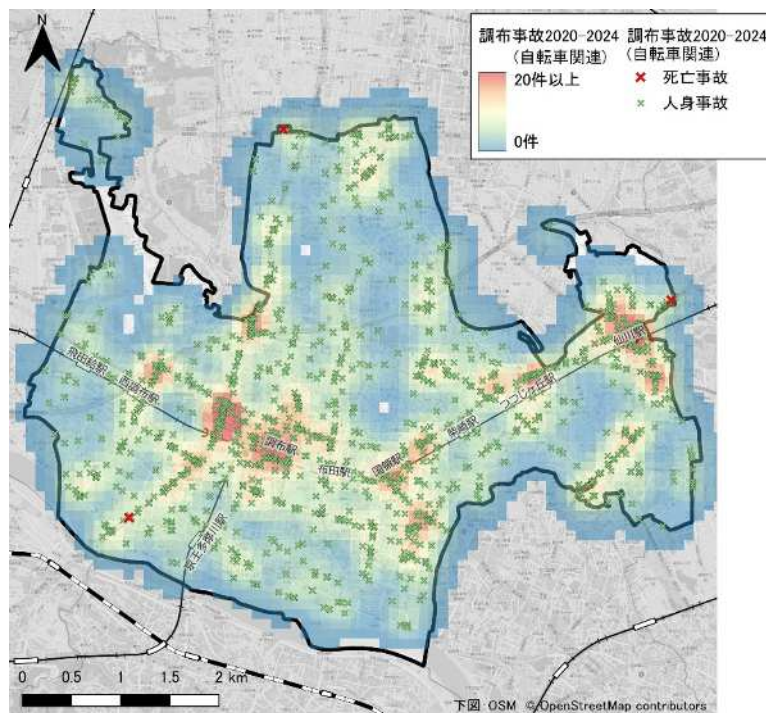 N
調布事故2020-2024
(自転車関連)
20件以上
0件
調布事故2020-2024
(自転車関連)
死亡事故
人身事故
仙川駅
つつじヶ丘駅
柴崎駅
国領駅
布田駅
調布駅
西調布駅
飛田給駅
京王多摩川駅
0 0.5 1 1.5 2 km
下図:OSM © OpenStreetMap contributors